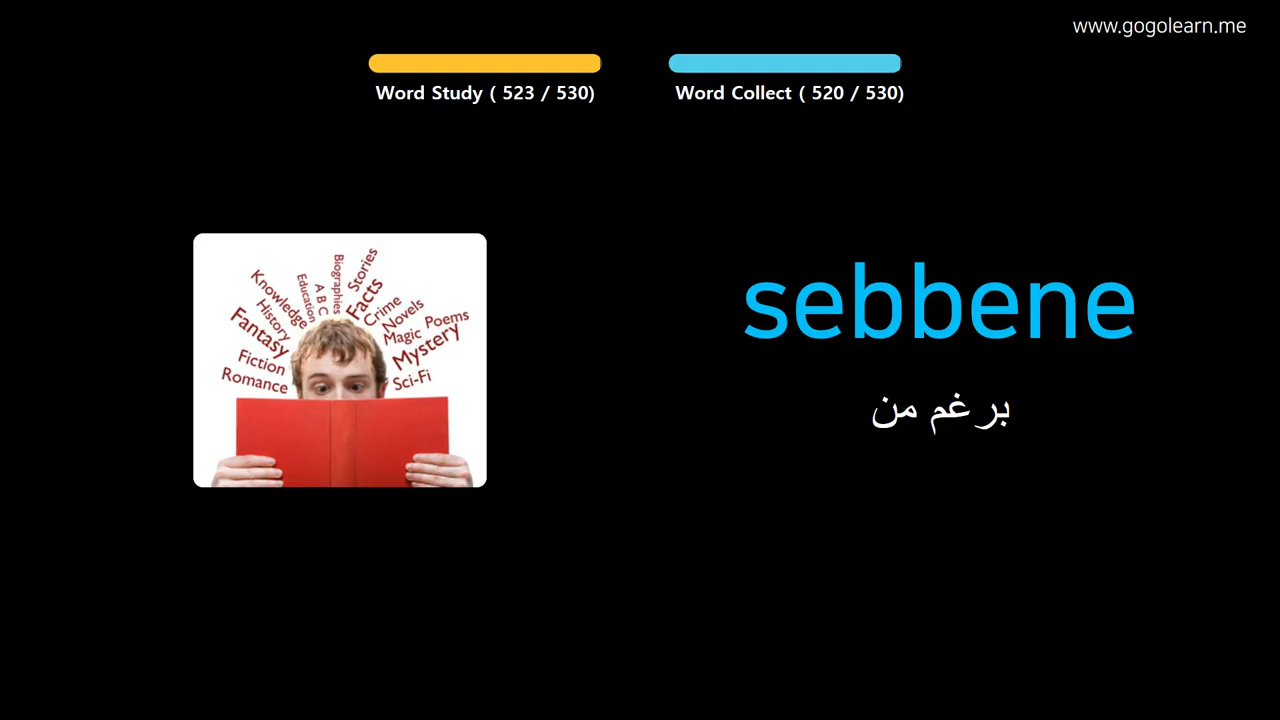 www.gogolearn.me
Word Study ( 523 / 530)
Word Collect ( 520 / 530)
Stories
Biographies
Facts
A B C
Education
Knowledge
Crime
History
Novels
Fantasy
Poems
Magic
Mystery
Fiction
Romance
Sci-Fi
sebbene
برغم من